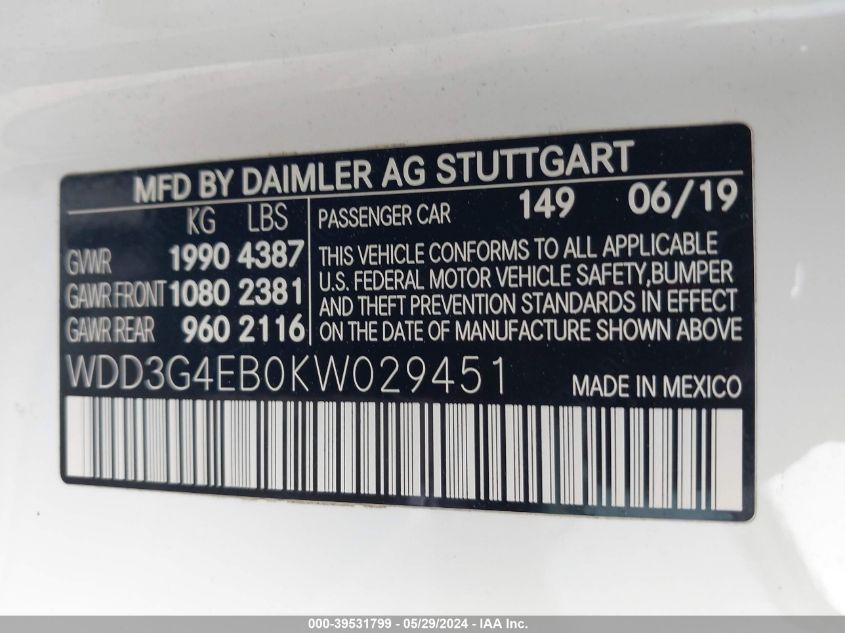 MFD BY DAIMLER AG STUTTGART
KG LBS
PASSENGER CAR 149 06/19
GVWR 1990 4387
GAWR FRONT 1080 2381
GAWR REAR 960 2116
THIS VEHICLE CONFORMS TO ALL APPLICABLE
U.S. FEDERAL MOTOR VEHICLE SAFETY,BUMPER
AND THEFT PREVENTION STANDARDS IN EFFECT
ON THE DATE OF MANUFACTURE SHOWN ABOVE.
WDD3G4EB0KW029451
MADE IN MEXICO
000-39531799 - 05/29/2024 - IAA Inc.